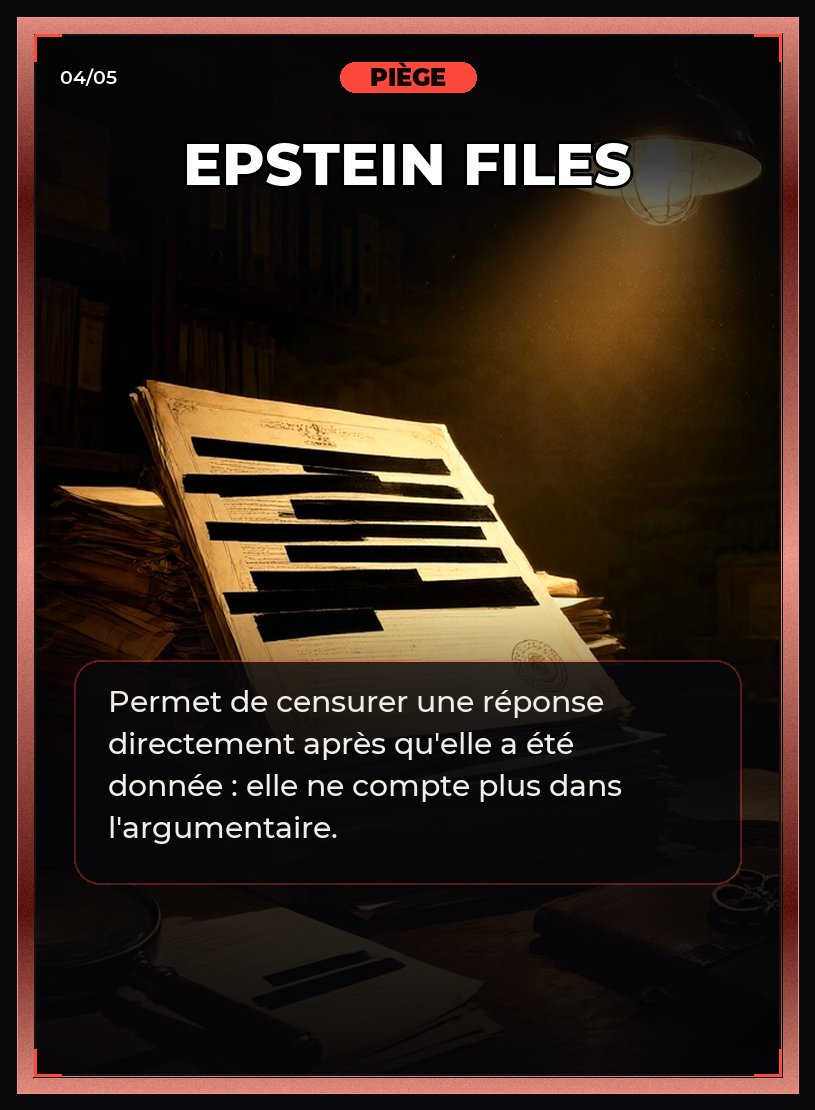 04/05
PIÈGE
EPSTEIN FILES
Permet de censurer une réponse
directement après qu'elle a été
donnée : elle ne compte plus dans
l'argumentaire.